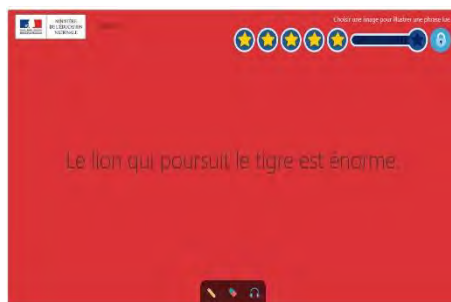 MINISTÈRE
DE L'ÉDUCATION
NATIONALE
Choisir une image pour illustrer une phrase lue
Le lion qui poursuit le tigre est énorme.